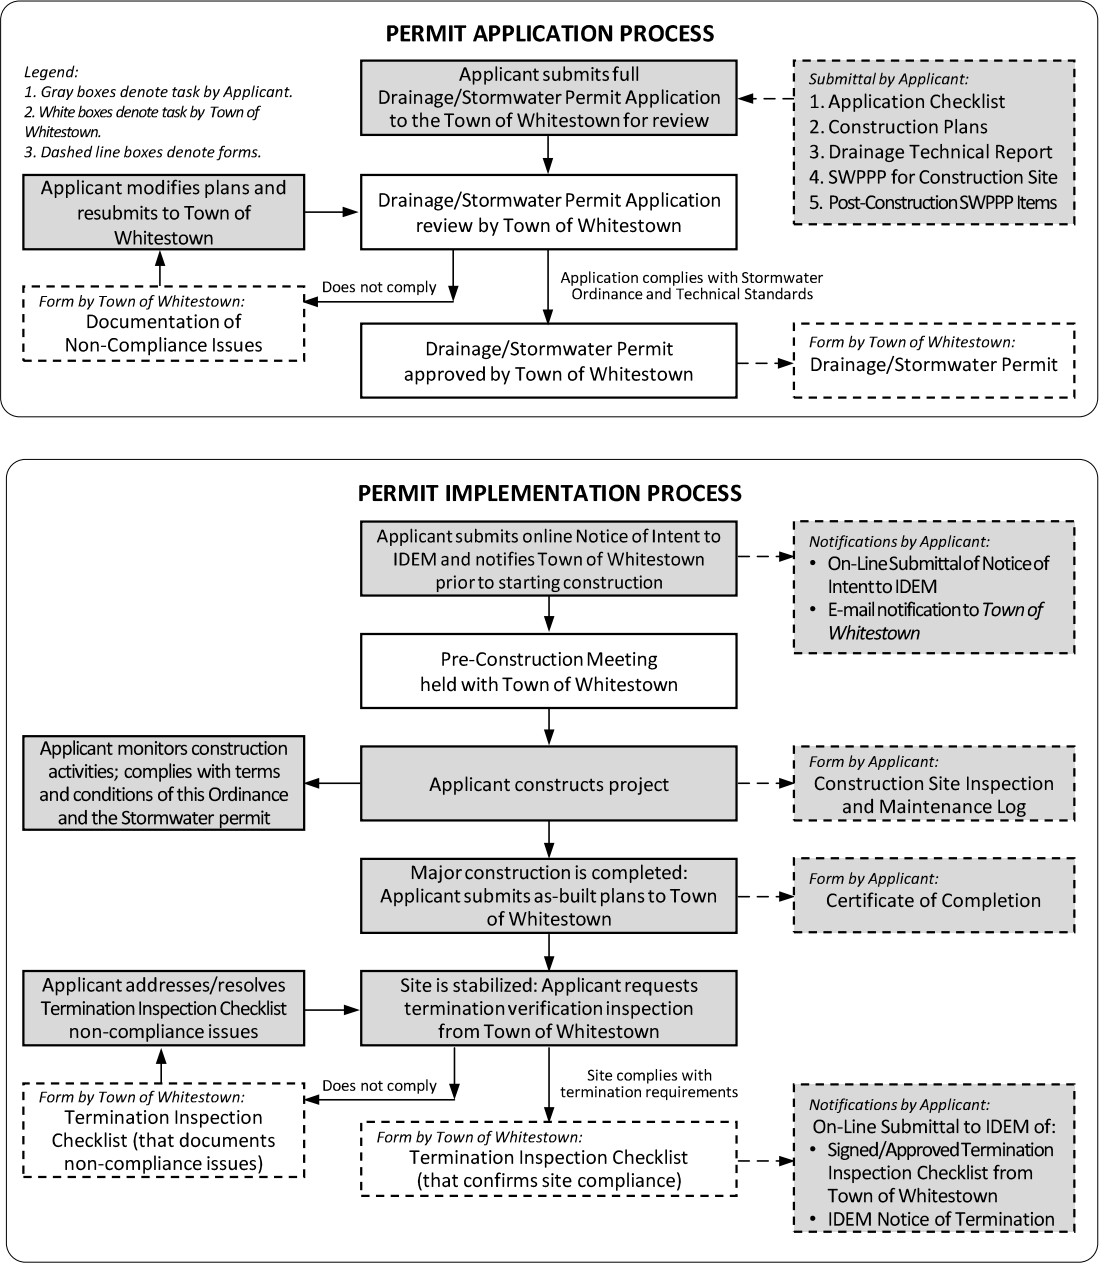 PERMIT APPLICATION PROCESS
Legend:
1. Gray boxes denote task by Applicant.
2. White boxes denote task by Town of
Whitestown.
3. Dashed line boxes denote forms.
Applicant submits full
Drainage/Stormwater Permit Application
to the Town of Whitestown for review
Submittal by Applicant:
1. Application Checklist
2. Construction Plans
3. Drainage Technical Report
4. SWPPP for Construction Site
5. Post-Construction SWPPP Items
Applicant modifies plans and
resubmits to Town of
Whitestown
Drainage/Stormwater Permit Application
review by Town of Whitestown
Does not comply
Application complies with Stormwater
Ordinance and Technical Standards
Form by Town of Whitestown:
Documentation of
Non-Compliance Issues
Drainage/Stormwater Permit
approved by Town of Whitestown
Form by Town of Whitestown:
Drainage/Stormwater Permit
PERMIT IMPLEMENTATION PROCESS
Applicant submits online Notice of Intent to
IDEM and notifies Town of Whitestown
prior to starting construction
Notifications by Applicant:
• On-Line Submittal of Notice of
Intent to IDEM
• E-mail notification to Town of
Whitestown
Pre-Construction Meeting
held with Town of Whitestown
Applicant monitors construction
activities; complies with terms
and conditions of this Ordinance
and the Stormwater permit
Applicant constructs project
Form by Applicant:
Construction Site Inspection
and Maintenance Log
Major construction is completed:
Applicant submits as-built plans to Town
of Whitestown
Form by Applicant:
Certificate of Completion
Applicant addresses/resolves
Termination Inspection Checklist
non-compliance issues
Site is stabilized: Applicant requests
termination verification inspection
from Town of Whitestown
Does not comply
Site complies with
termination requirements
Form by Town of Whitestown:
Termination Inspection
Checklist (that documents
non-compliance issues)
Form by Town of Whitestown:
Termination Inspection Checklist
(that confirms site compliance)
Notifications by Applicant:
On-Line Submittal to IDEM of:
• Signed/Approved Termination
Inspection Checklist from
Town of Whitestown
• IDEM Notice of Termination